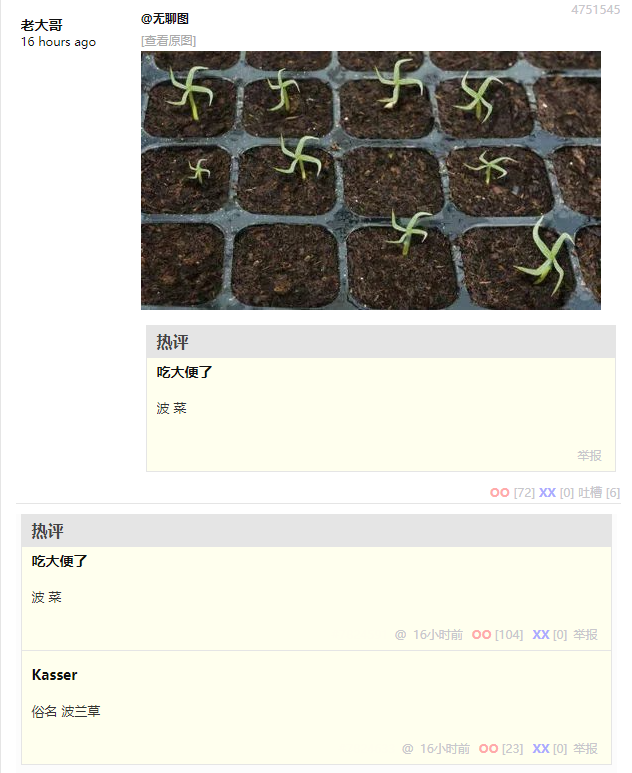 4751545
老大哥
16 hours ago
@无聊图
[查看原图]
热评
吃大便了
波 菜
举报
OO [72] XX [0] 吐槽 [6]
热评
吃大便了
波 菜
@ 16小时前 OO [104] XX [0] 举报
Kasser
俗名 波兰草
@ 16小时前 OO [23] XX [0] 举报